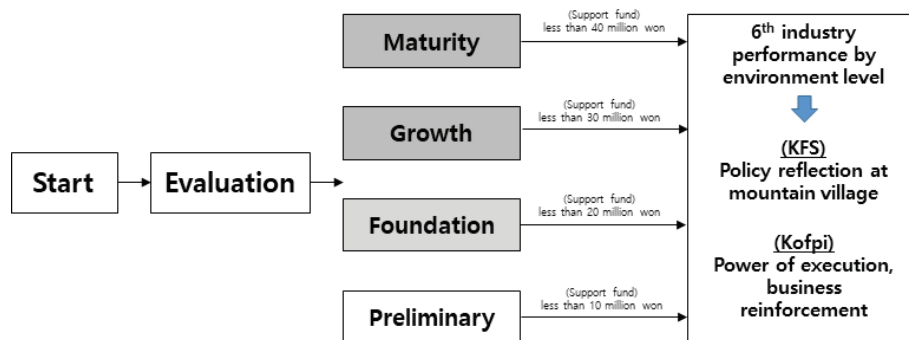 Start
Evaluation
Maturity
(Support fund)
less than 40 million won
Growth
(Support fund)
less than 30 million won
Foundation
(Support fund)
less than 20 million won
Preliminary
(Support fund)
less than 10 million won
6th industry
performance by
environment level
(KFS)
Policy reflection at
mountain village
(Kofpi)
Power of execution,
business
reinforcement